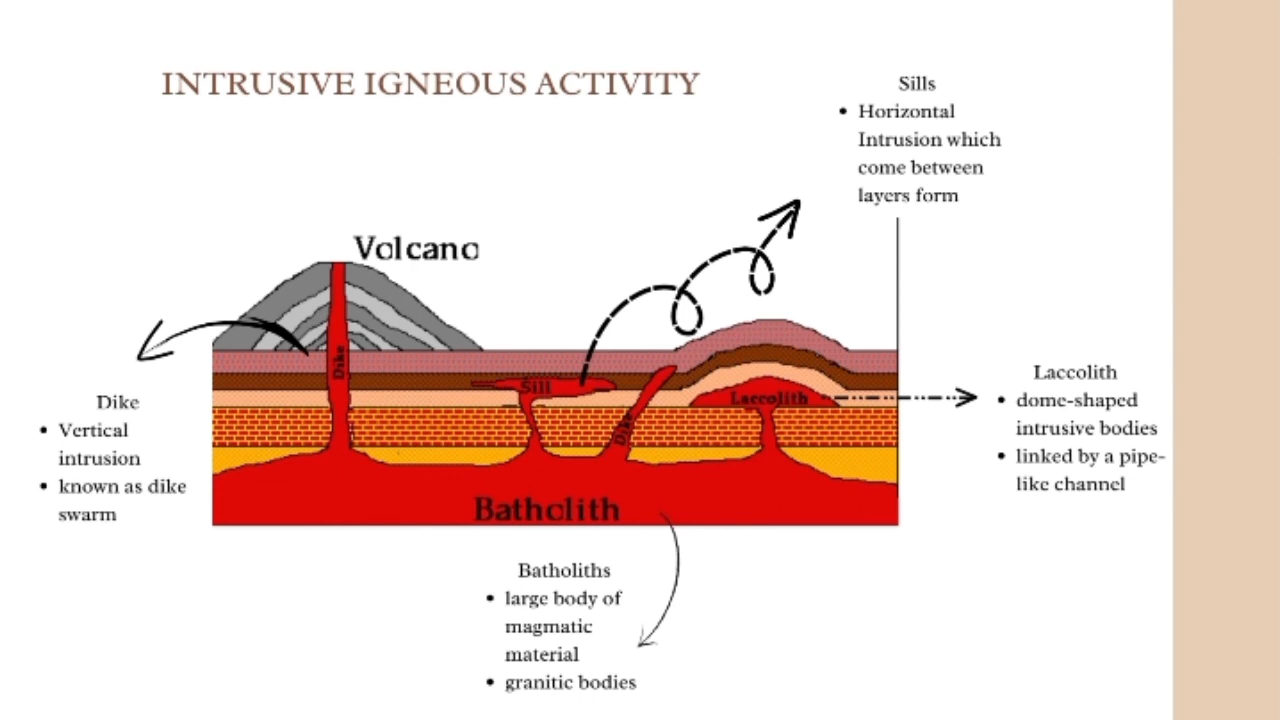 INTRUSIVE IGNEOUS ACTIVITY
Sills
• Horizontal
Intrusion which
come between
layers form
Volcano
Dike
Sill
Dike
Laccolith
Batholith
Dike
• Vertical
intrusion
• known as dike
swarm
Laccolith
• dome-shaped
intrusive bodies
• linked by a pipe-
like channel
Batholiths
• large body of
magmatic
material
• granitic bodies